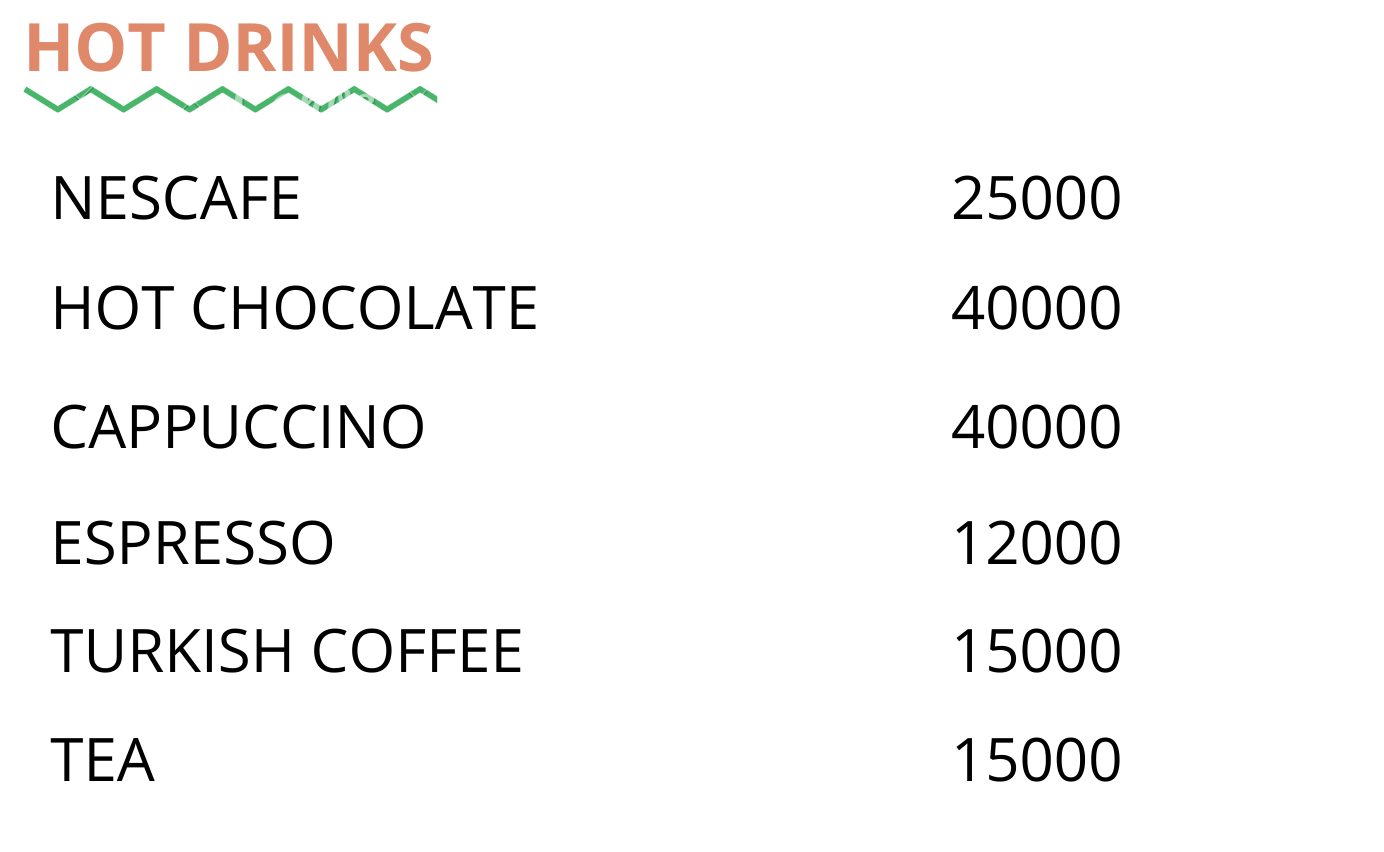 HOT DRINKS
NESCAFE 25000
HOT CHOCOLATE 40000
CAPPUCCINO 40000
ESPRESSO 12000
TURKISH COFFEE 15000
TEA 15000